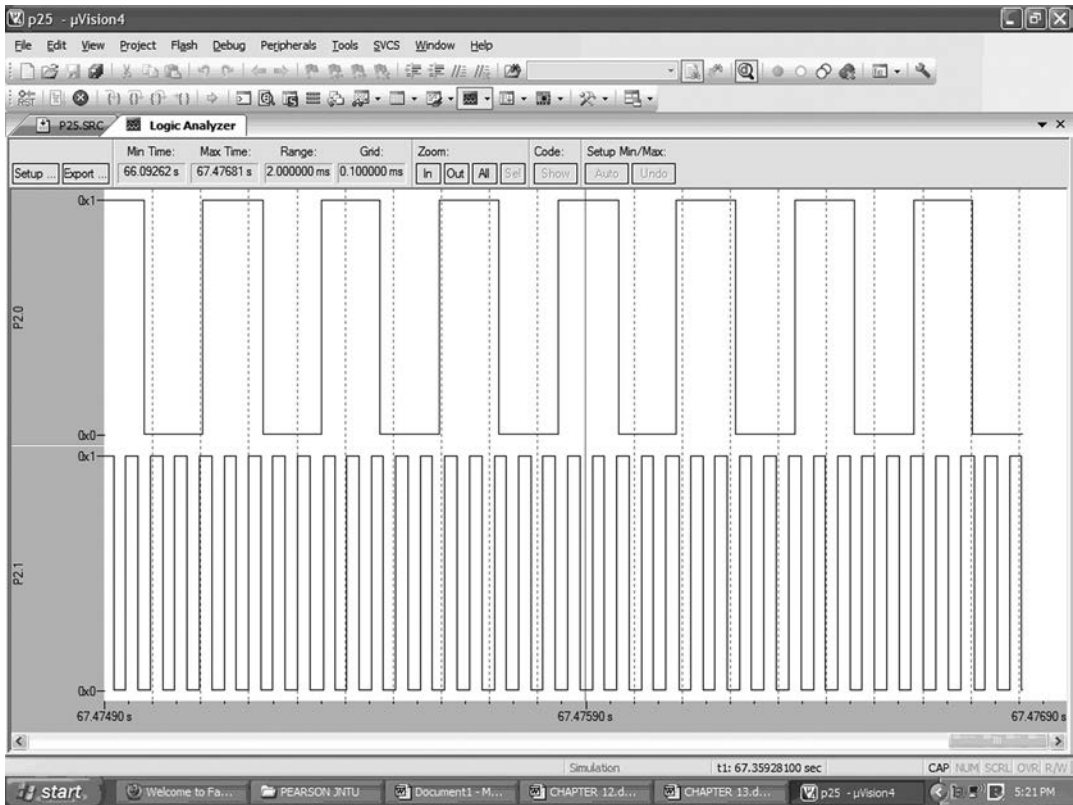 p25 - µVision4
File Edit View Project Flash Debug Peripherals Tools SVCS Window Help
RST
P25.SRC Logic Analyzer
Min Time: Max Time: Range: Grid: Zoom: Code: Setup Min/Max:
Setup ... Export ... 66.09262 s 67.47681 s 2.000000 ms 0.100000 ms In Out All Sel Show Auto Undo
0x1
P2.0
0x0
0x1
P2.1
0x0
67.47490 s 67.47590 s 67.47690 s
Simulation t1: 67.35928100 sec CAP NUM SCRL OVR R/W
start Welcome to Fa... PEARSON JNTU Document1 - M... CHAPTER 12.d... CHAPTER 13.d... p25 - µVision4 5:21 PM